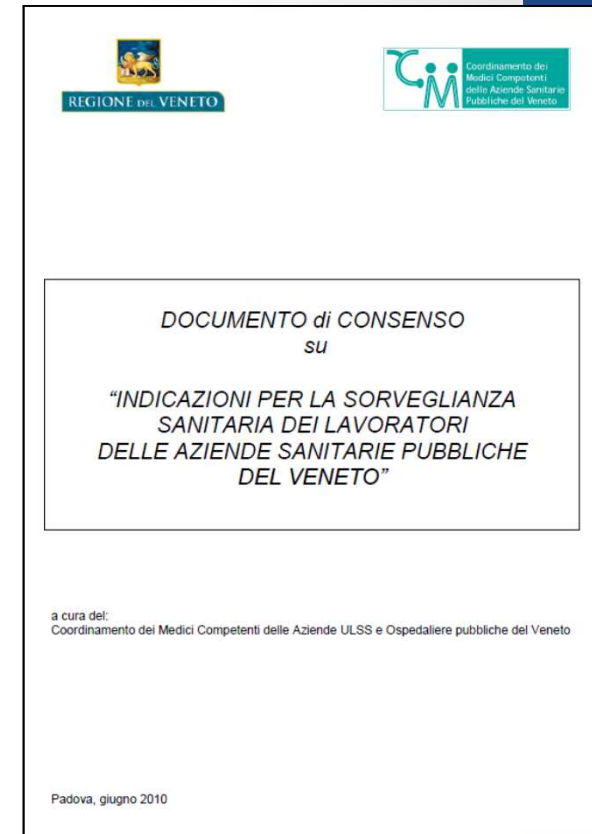 REGIONE DEL VENETO
Coordinamento dei
Medici Competenti
delle Aziende Sanitarie
Pubbliche del Veneto
CM
DOCUMENTO di CONSENSO
su
“INDICAZIONI PER LA SORVEGLIANZA
SANITARIA DEI LAVORATORI
DELLE AZIENDE SANITARIE PUBBLICHE
DEL VENETO”
a cura del:
Coordinamento dei Medici Competenti delle Aziende ULSS e Ospedaliere pubbliche del Veneto
Padova, giugno 2010